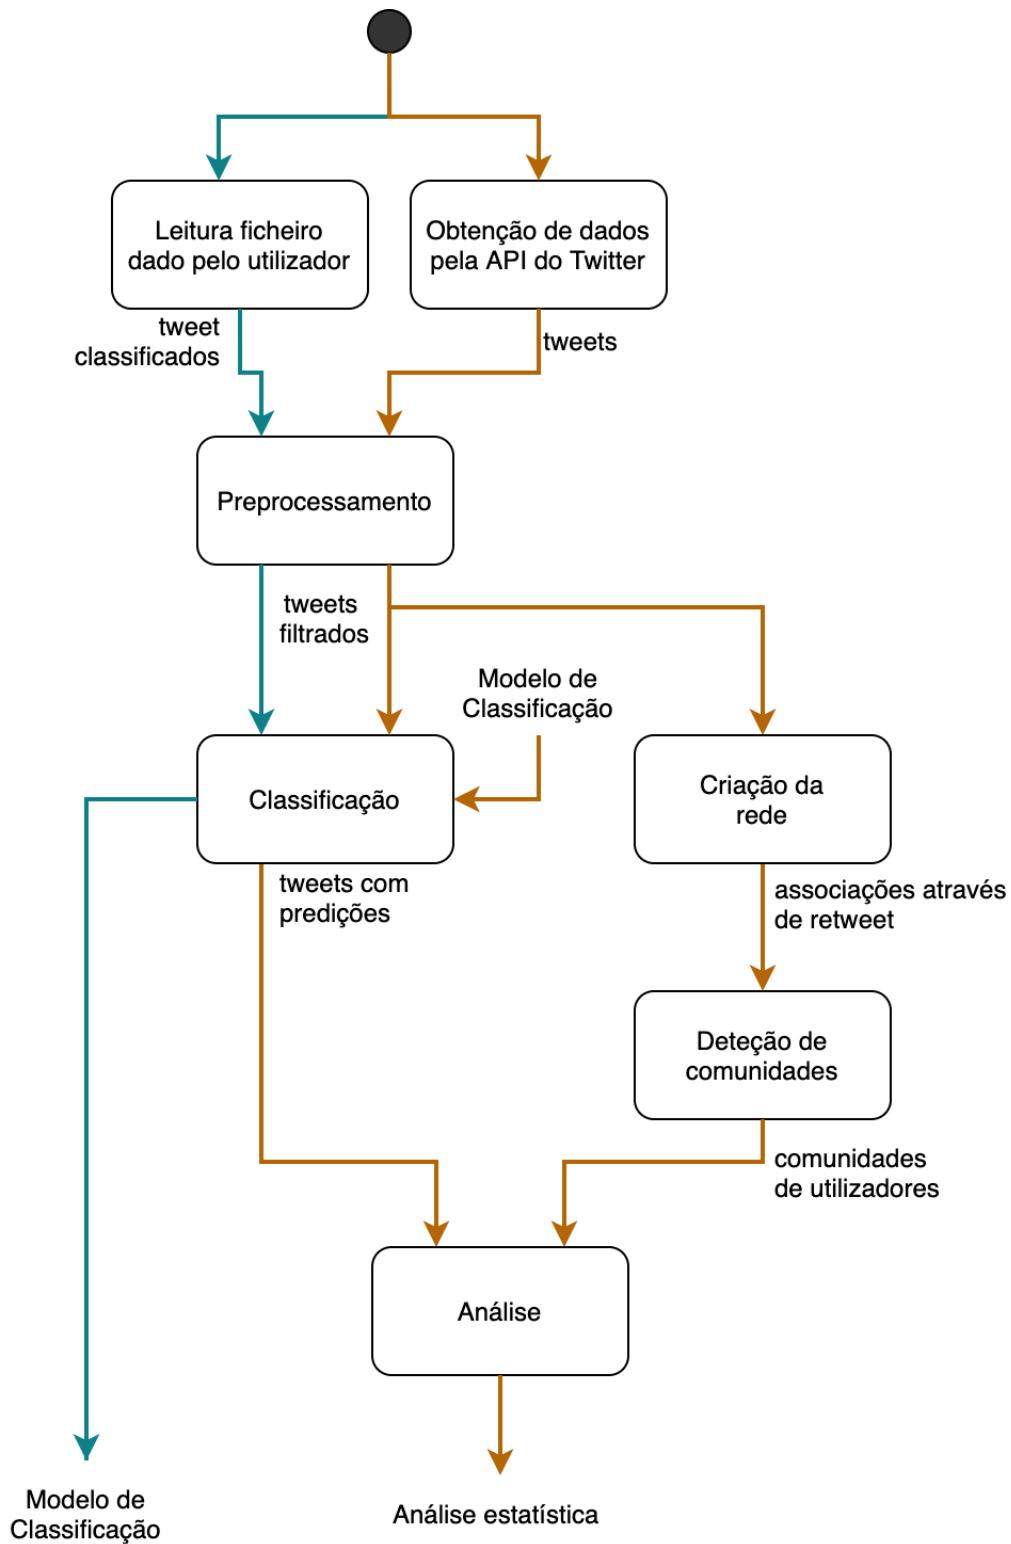 Leitura ficheiro
dado pelo utilizador
Obtenção de dados
pela API do Twitter
tweet
classificados
tweets
Preprocessamento
tweets
filtrados
Modelo de
Classificação
Classificação
Criação da
rede
tweets com
predições
associações através
de retweet
Deteção de
comunidades
comunidades
de utilizadores
Análise
Modelo de
Classificação
Análise estatística